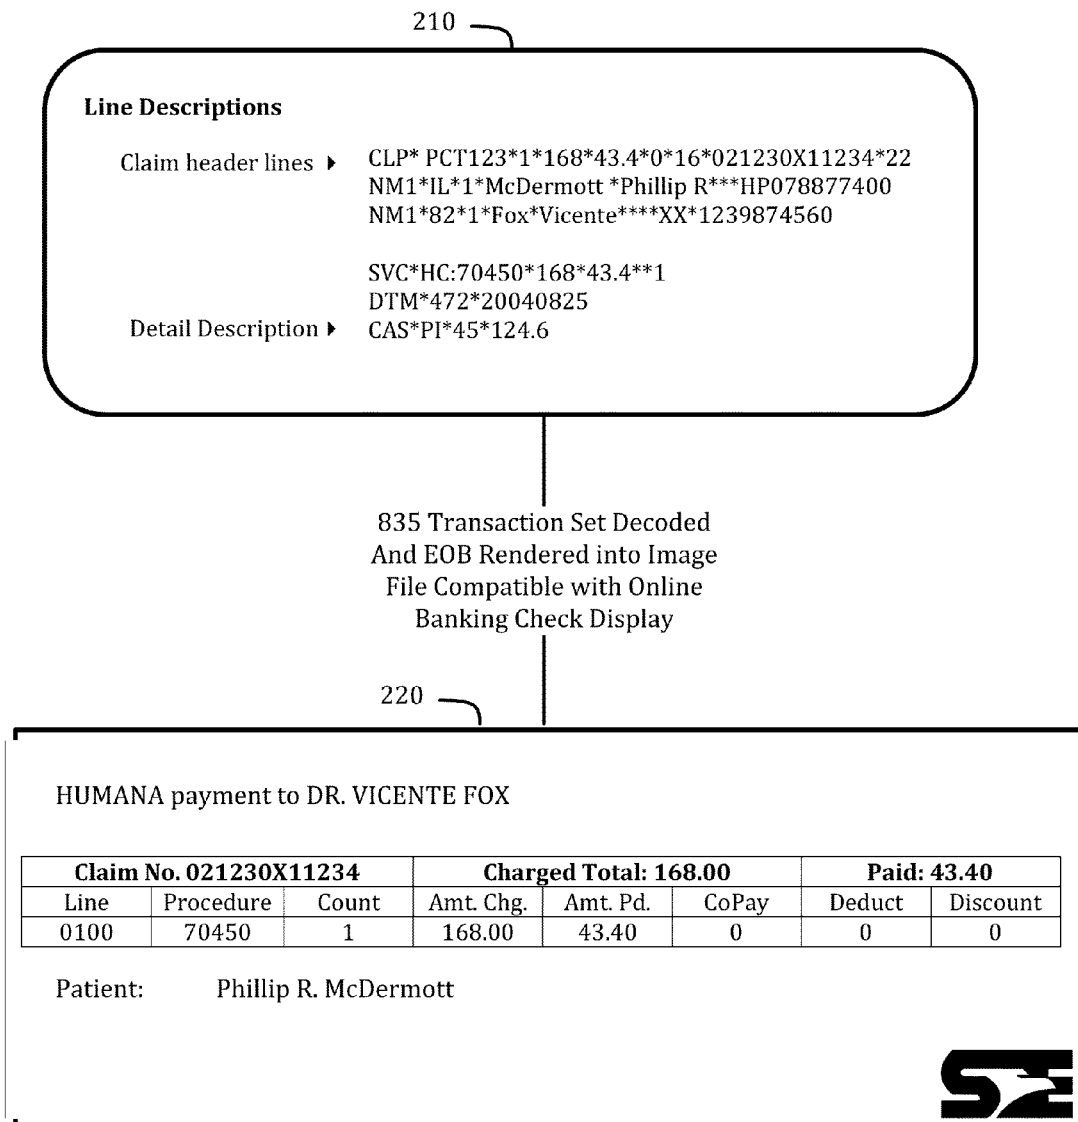 210
Line Descriptions
Claim header lines ▶ CLP* PCT123*1*168*43.4*0*16*021230X11234*22
NM1*IL*1*McDermott *Phillip R***HP078877400
NM1*82*1*Fox*Vicente****XX*1239874560
SVC*HC:70450*168*43.4**1
DTM*472*20040825
Detail Description ▶ CAS*PI*45*124.6
835 Transaction Set Decoded
And EOB Rendered into Image
File Compatible with Online
Banking Check Display
220
HUMANA payment to DR. VICENTE FOX
Claim No. 021230X11234 Charged Total: 168.00 Paid: 43.40
Line Procedure Count Amt. Chg. Amt. Pd. CoPay Deduct Discount
0100 70450 1 168.00 43.40 0 0 0
Patient: Phillip R. McDermott
SE